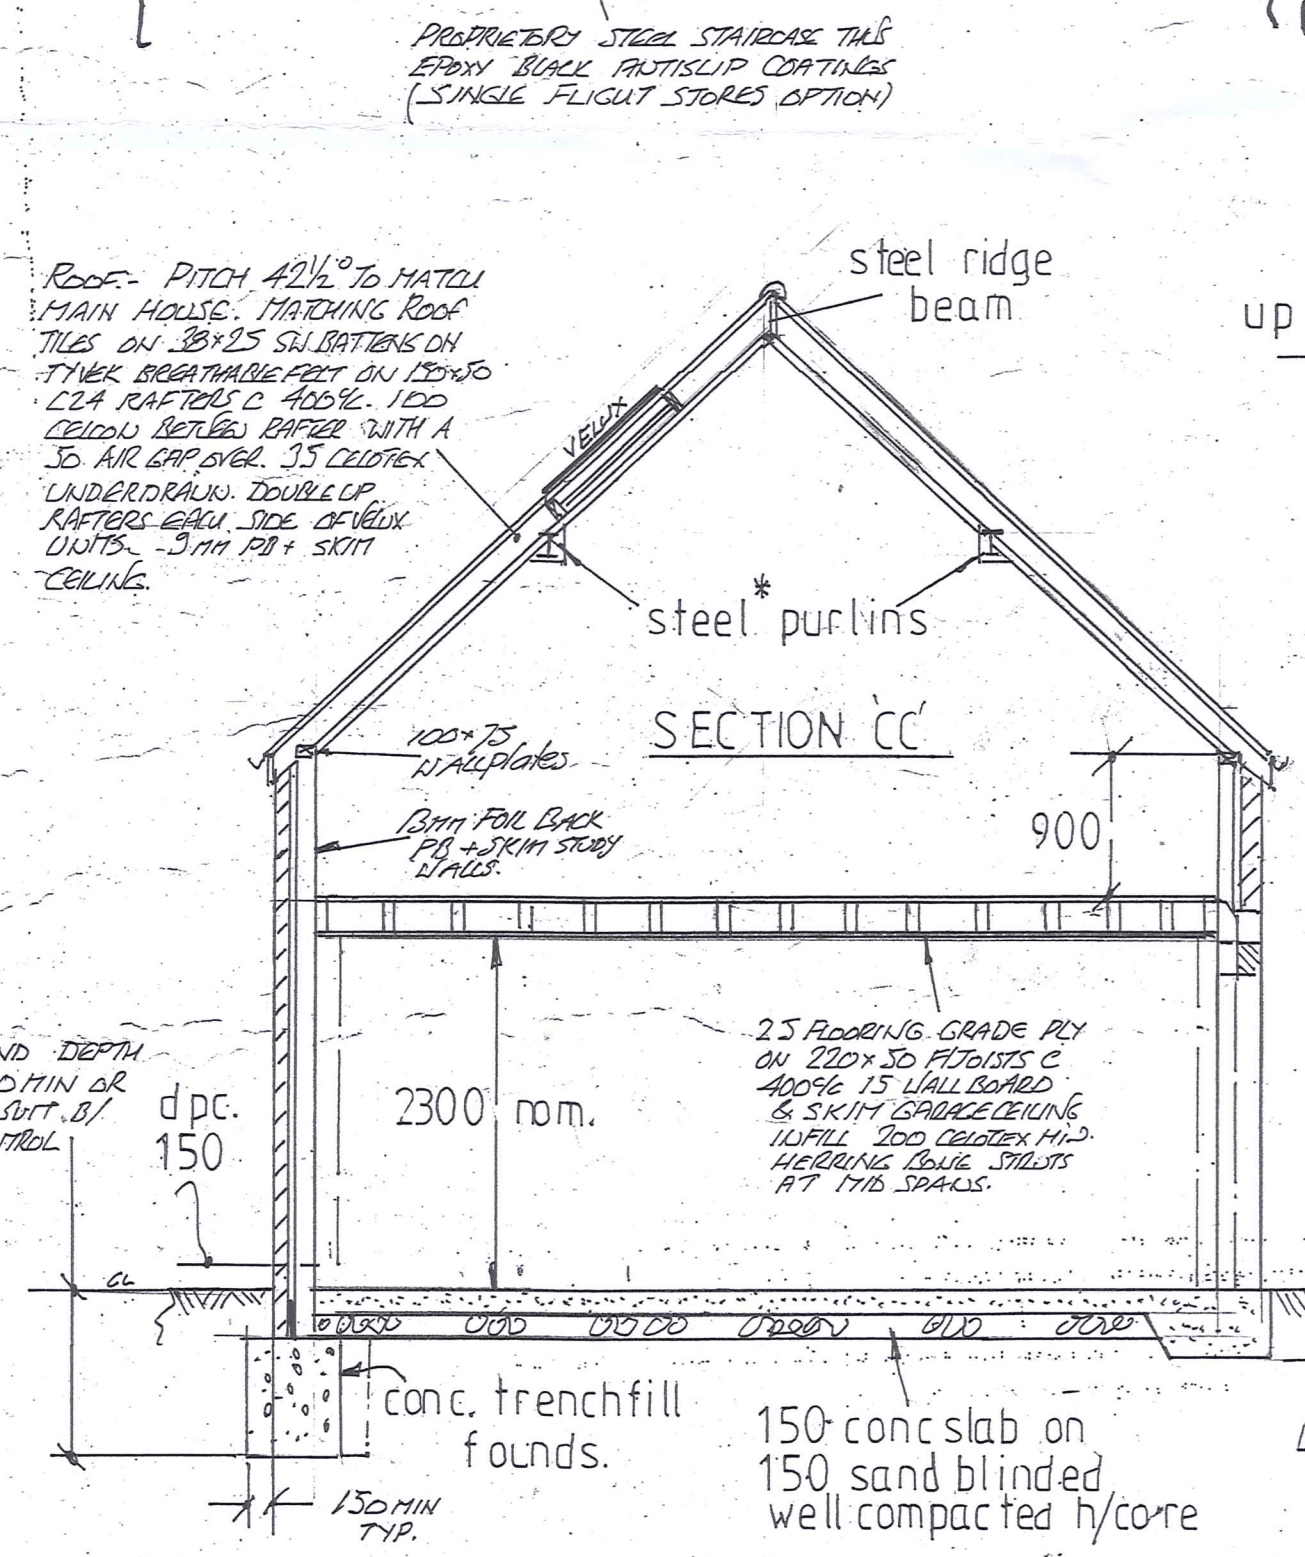 PROPRIETORY STEEL STAIRCASE THUS
EPOXY BLACK ANTISLIP COATINGS
(SINGLE FLIGHT STORES OPTION)
steel ridge
beam
up
ROOF:- PITCH 42½° TO MATCH
MAIN HOUSE. MATCHING ROOF
TILES ON 38×25 SW BATTENS ON
TYVEK BREATHABLE FELT ON 150×50
C24 RAFTERS C 400%. 100
BETWEEN RAFTER WITH A
50 AIR GAP OVER. 35 CELOTEX
UNDERDRAWN. DOUBLE UP
RAFTERS EACH SIDE OF VELUX
UNITS - 9MM PB + SKIM
CEILING.
VELUX
steel* purlins
SECTION 'CC'
100×75
WALLplates
13MM FOIL BACK
PB + SKIM STUDY
WALLS.
900
25 FLOORING GRADE PLY
ON 220×50 F/JOISTS C
400% 15 WALLBOARD
& SKIM GARAGE CEILING
INFILL 200 CELOTEX
HERRING BONE STRUTS
AT MID SPANS.
2300 nom.
DEPTH
MIN OR
SUIT B/
dpc.
150
GL
conc. trenchfill
founds.
150 conc slab on
150 sand blinded
well compacted h/core
150 MIN
TYP.